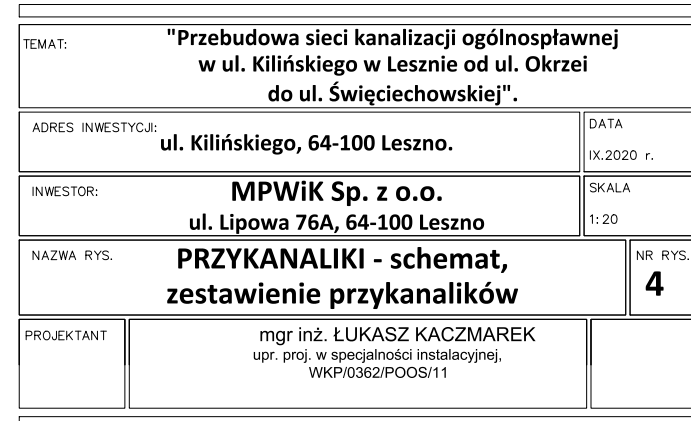 TEMAT:
"Przebudowa sieci kanalizacji ogólnospławnej
w ul. Kilińskiego w Lesznie od ul. Okrzei
do ul. Święciechowskiej".
ADRES INWESTYCJI:
ul. Kilińskiego, 64-100 Leszno.
DATA
IX.2020 r.
INWESTOR:
MPWiK Sp. z o.o.
ul. Lipowa 76A, 64-100 Leszno
SKALA
1:20
NAZWA RYS.
PRZYKANALIKI - schemat,
zestawienie przykanalików
NR RYS.
4
PROJEKTANT
mgr inż. ŁUKASZ KACZMAREK
upr. proj. w specjalności instalacyjnej,
WKP/0362/POOS/11